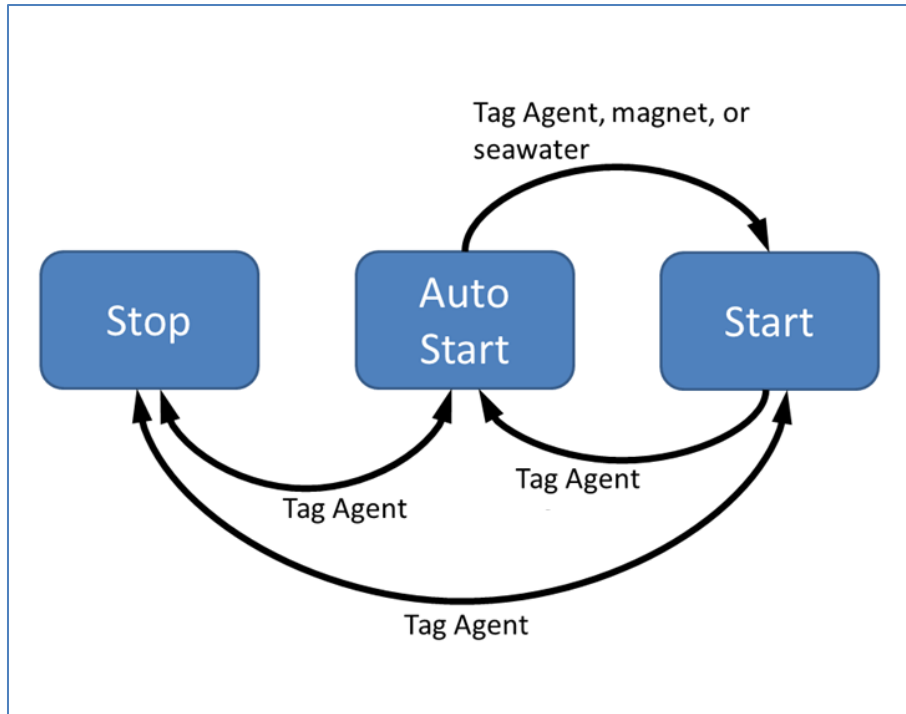 Tag Agent, magnet, or
seawater
Stop
Auto
Start
Start
Tag Agent
Tag Agent
Tag Agent